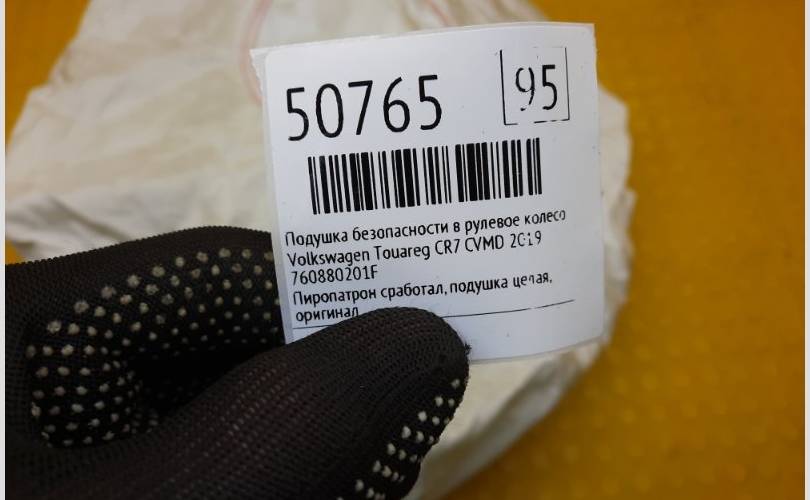 50765
95
Подушка безопасности в рулевое колесо
Volkswagen Touareg CR7 CVMD 2019
760880201F
Пиропатрон сработал, подушка целая,
оригинал